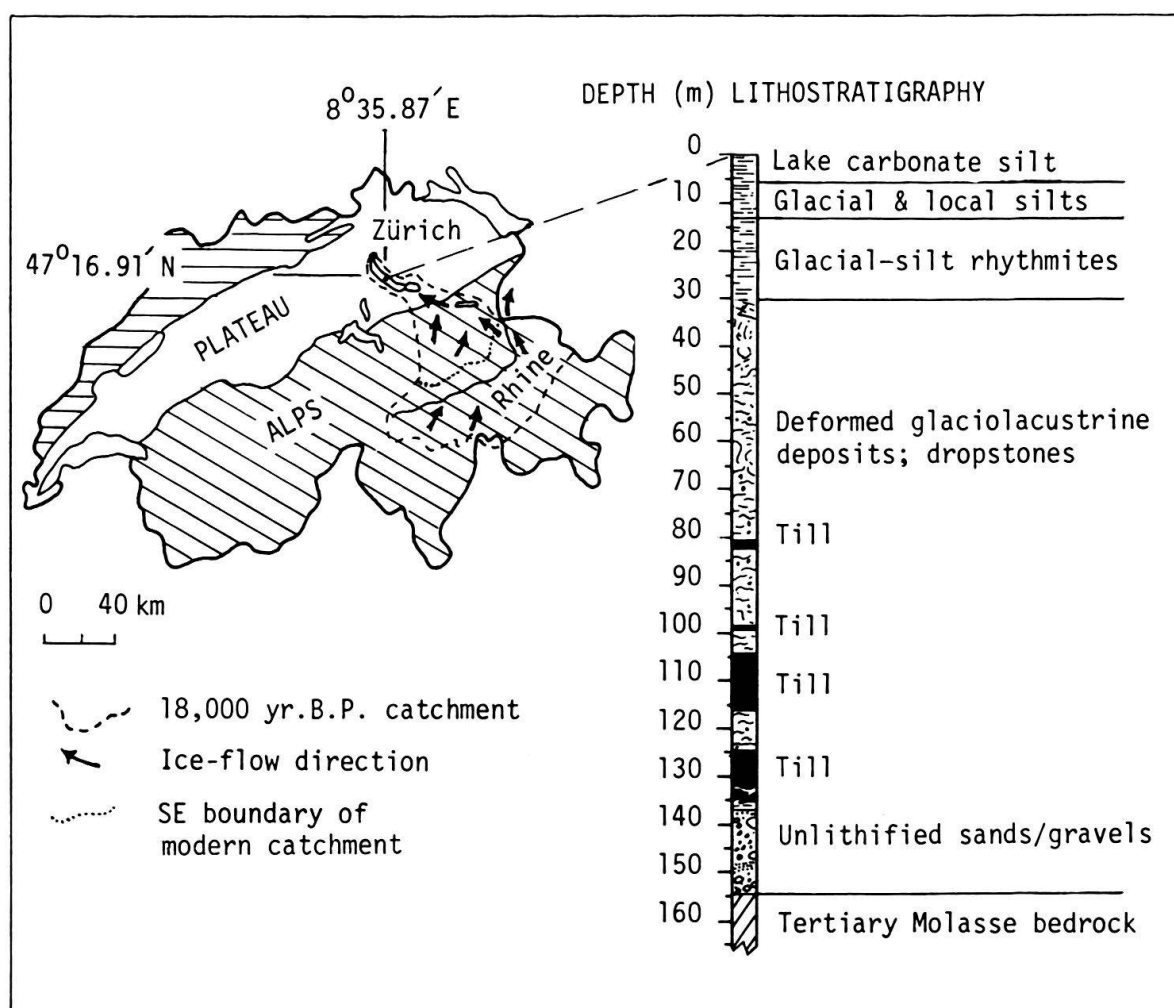 8°35.87′E
47°16.91′N
Zürich
PLATEAU
ALPS
Rhine
0 40 km
18,000 yr.B.P. catchment
Ice-flow direction
SE boundary of
modern catchment
DEPTH (m) LITHOSTRATIGRAPHY
0
Lake carbonate silt
10
Glacial & local silts
20
Glacial-silt rhythmites
30
40
50
Deformed glaciolacustrine
60
deposits; dropstones
70
80
Till
90
100
Till
110
Till
120
130
Till
140
Unlithified sands/gravels
150
160
Tertiary Molasse bedrock